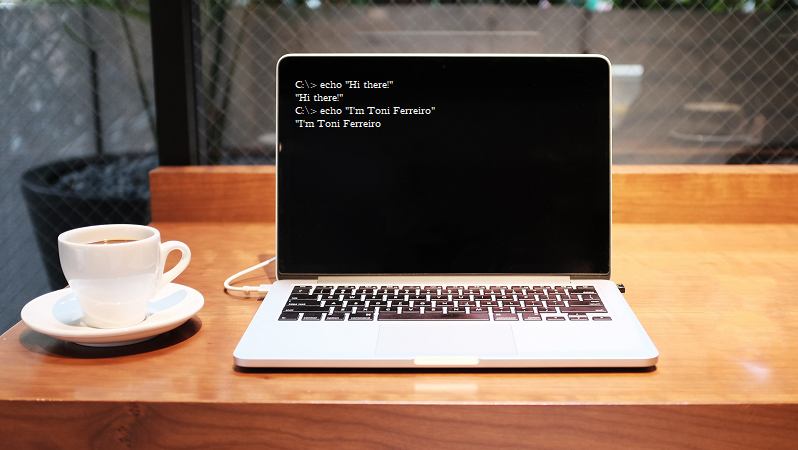 C:\> echo "Hi there!"
"Hi there!"
C:\> echo "I'm Toni Ferreiro"
"I'm Toni Ferreiro